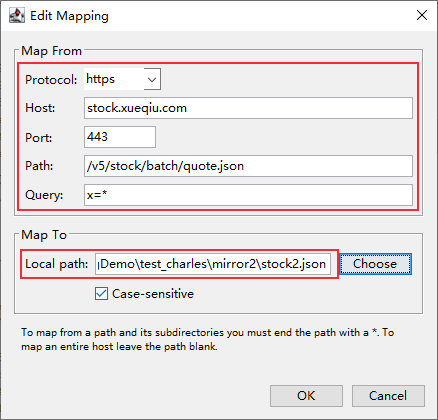 Edit Mapping
Map From
Protocol: https
Host: stock.xueqiu.com
Port: 443
Path: /v5/stock/batch/quote.json
Query: x=*
Map To
Local path: Demo\test_charles\mirror2\stock2.json Choose
Case-sensitive
To map from a path and its subdirectories you must end the path with a *. To
map an entire host leave the path blank.
OK Cancel